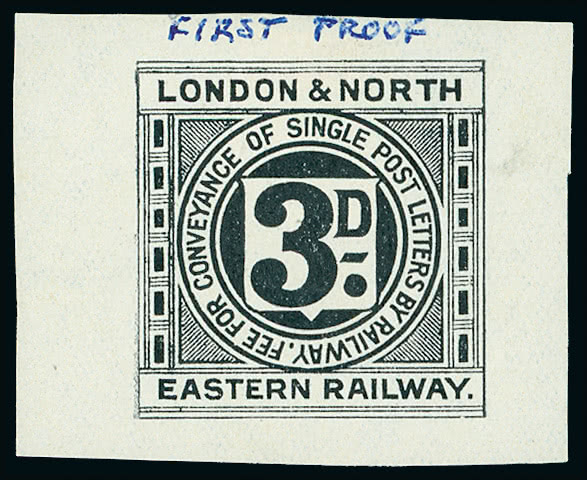 FIRST PROOF
LONDON & NORTH
FEE FOR CONVEYANCE OF SINGLE POST LETTERS BY RAILWAY.
3D.
EASTERN RAILWAY.